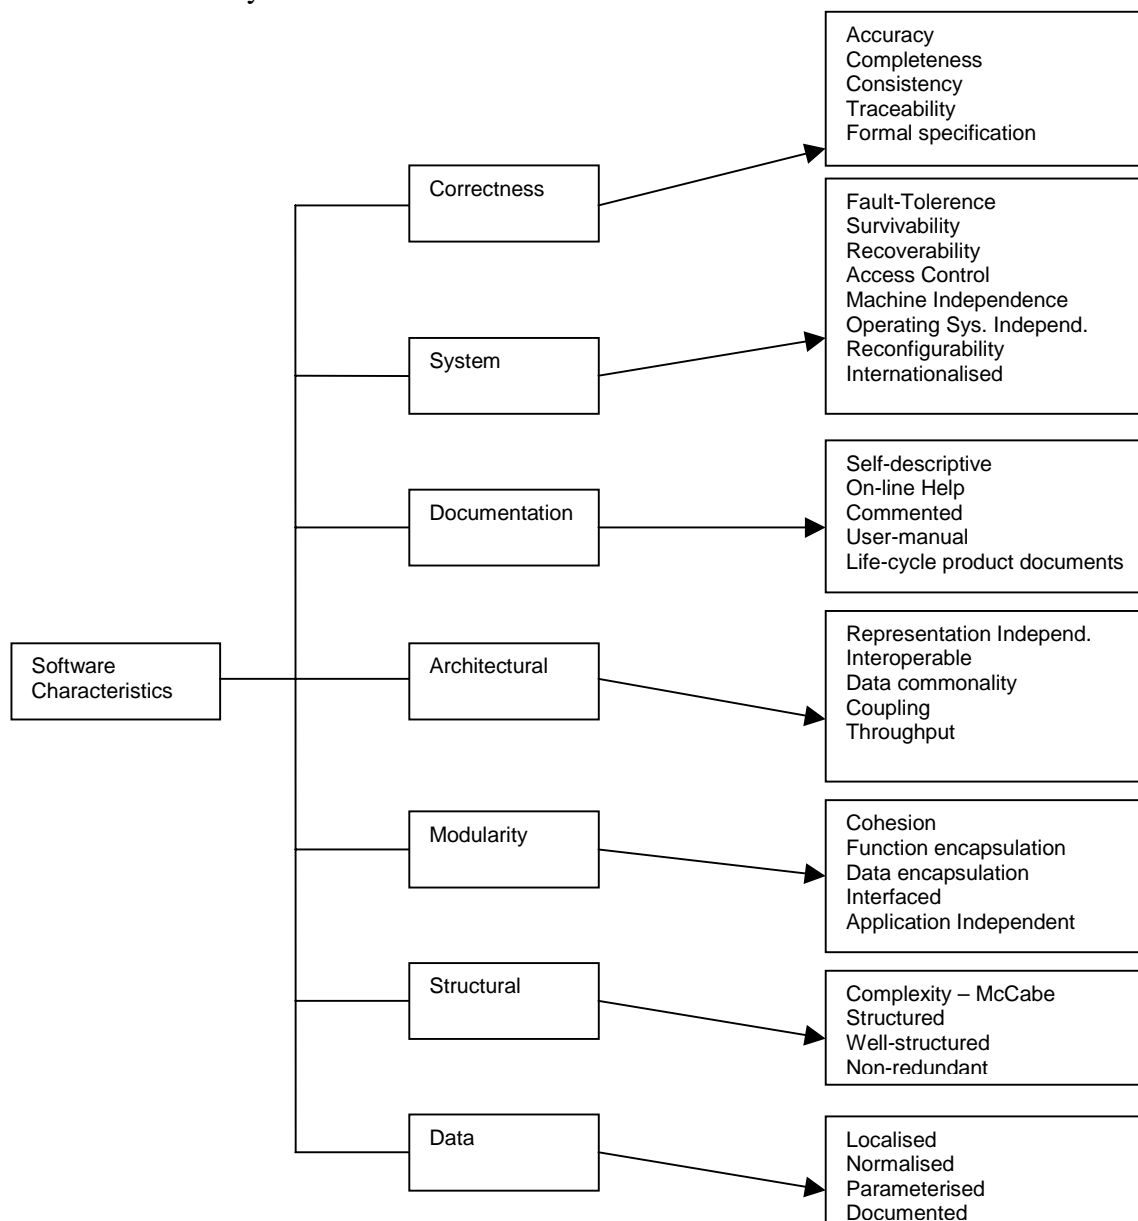 Accuracy
Completeness
Consistency
Traceability
Formal specification
Correctness
Fault-Tolerence
Survivability
Recoverability
Access Control
Machine Independence
Operating Sys. Independ.
Reconfigurability
Internationalised
System
Self-descriptive
On-line Help
Commented
User-manual
Life-cycle product documents
Documentation
Software
Characteristics
Architectural
Representation Independ.
Interoperable
Data commonality
Coupling
Throughput
Modularity
Cohesion
Function encapsulation
Data encapsulation
Interfaced
Application Independent
Structural
Complexity – McCabe
Structured
Well-structured
Non-redundant
Data
Localised
Normalised
Parameterised
Documented